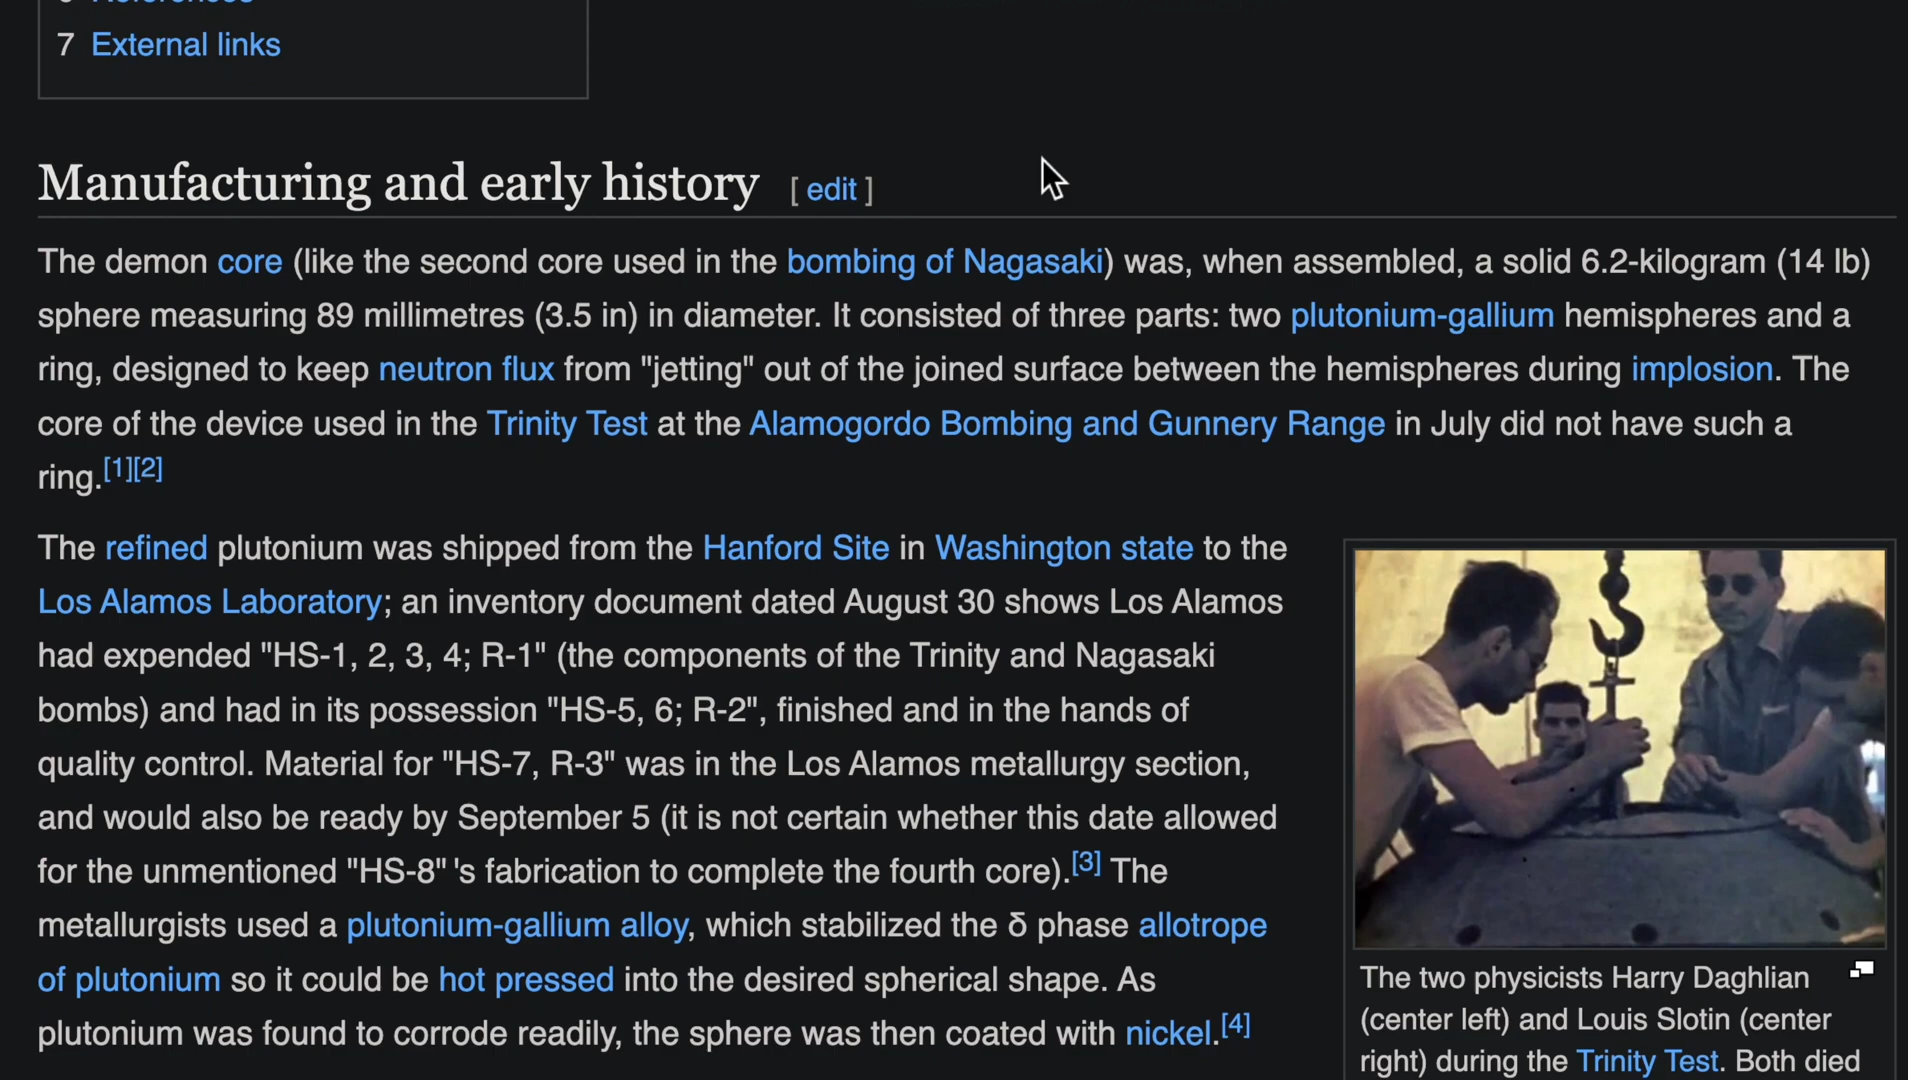 7 External links
Manufacturing and early history [ edit ]
The demon core (like the second core used in the bombing of Nagasaki) was, when assembled, a solid 6.2-kilogram (14 lb)
sphere measuring 89 millimetres (3.5 in) in diameter. It consisted of three parts: two plutonium-gallium hemispheres and a
ring, designed to keep neutron flux from "jetting" out of the joined surface between the hemispheres during implosion. The
core of the device used in the Trinity Test at the Alamogordo Bombing and Gunnery Range in July did not have such a
ring.[1][2]
The refined plutonium was shipped from the Hanford Site in Washington state to the
Los Alamos Laboratory; an inventory document dated August 30 shows Los Alamos
had expended "HS-1, 2, 3, 4; R-1" (the components of the Trinity and Nagasaki
bombs) and had in its possession "HS-5, 6; R-2", finished and in the hands of
quality control. Material for "HS-7, R-3" was in the Los Alamos metallurgy section,
and would also be ready by September 5 (it is not certain whether this date allowed
for the unmentioned "HS-8" 's fabrication to complete the fourth core).[3] The
metallurgists used a plutonium-gallium alloy, which stabilized the δ phase allotrope
of plutonium so it could be hot pressed into the desired spherical shape. As
plutonium was found to corrode readily, the sphere was then coated with nickel.[4]
The two physicists Harry Daghlian
(center left) and Louis Slotin (center
right) during the Trinity Test. Both died